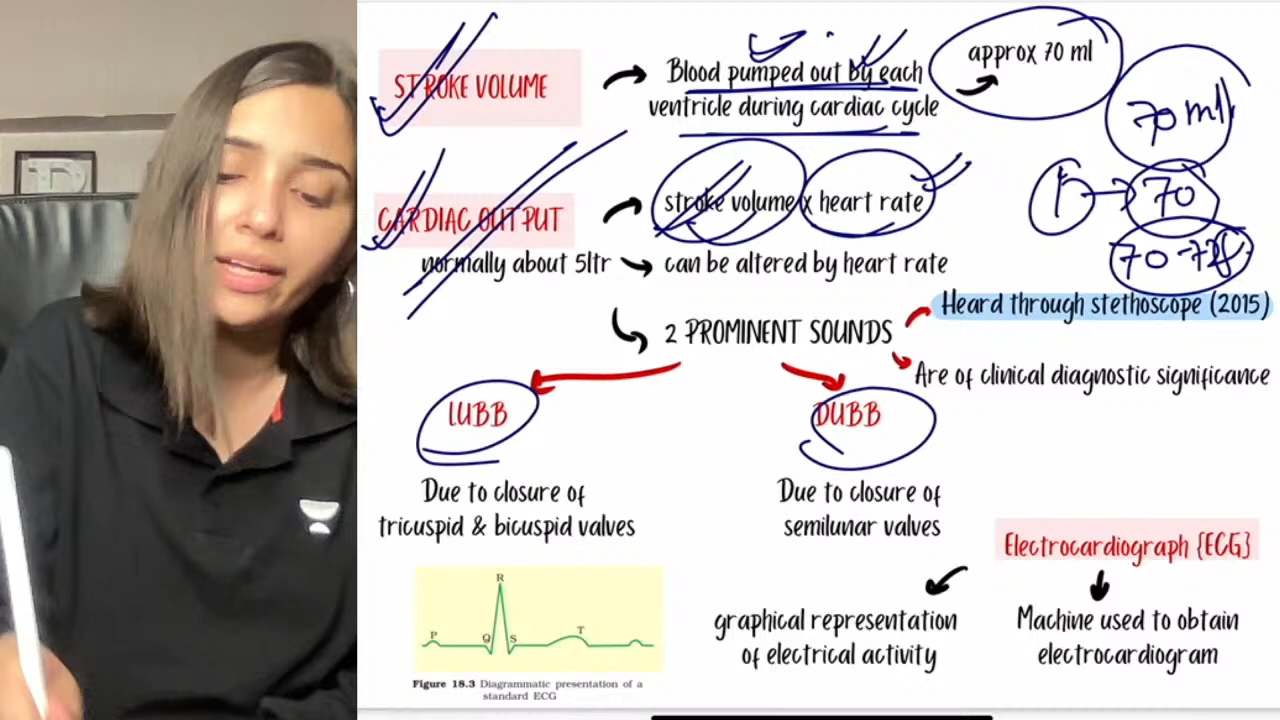 STROKE VOLUME
Blood pumped out by each
ventricle during cardiac cycle
approx 70 ml
70 ml
CARDIAC OUTPUT
stroke volume x heart rate
1 → 70
normally about 5ltr
can be altered by heart rate
2 PROMINENT SOUNDS
Heard through stethoscope (2015)
Are of clinical diagnostic significance
LUBB
DUBB
Due to closure of
tricuspid & bicuspid valves
Due to closure of
semilunar valves
Electrocardiograph {ECG}
graphical representation
of electrical activity
Machine used to obtain
electrocardiogram
P
Q
R
S
T
Figure 18.3 Diagrammatic presentation of a
standard ECG